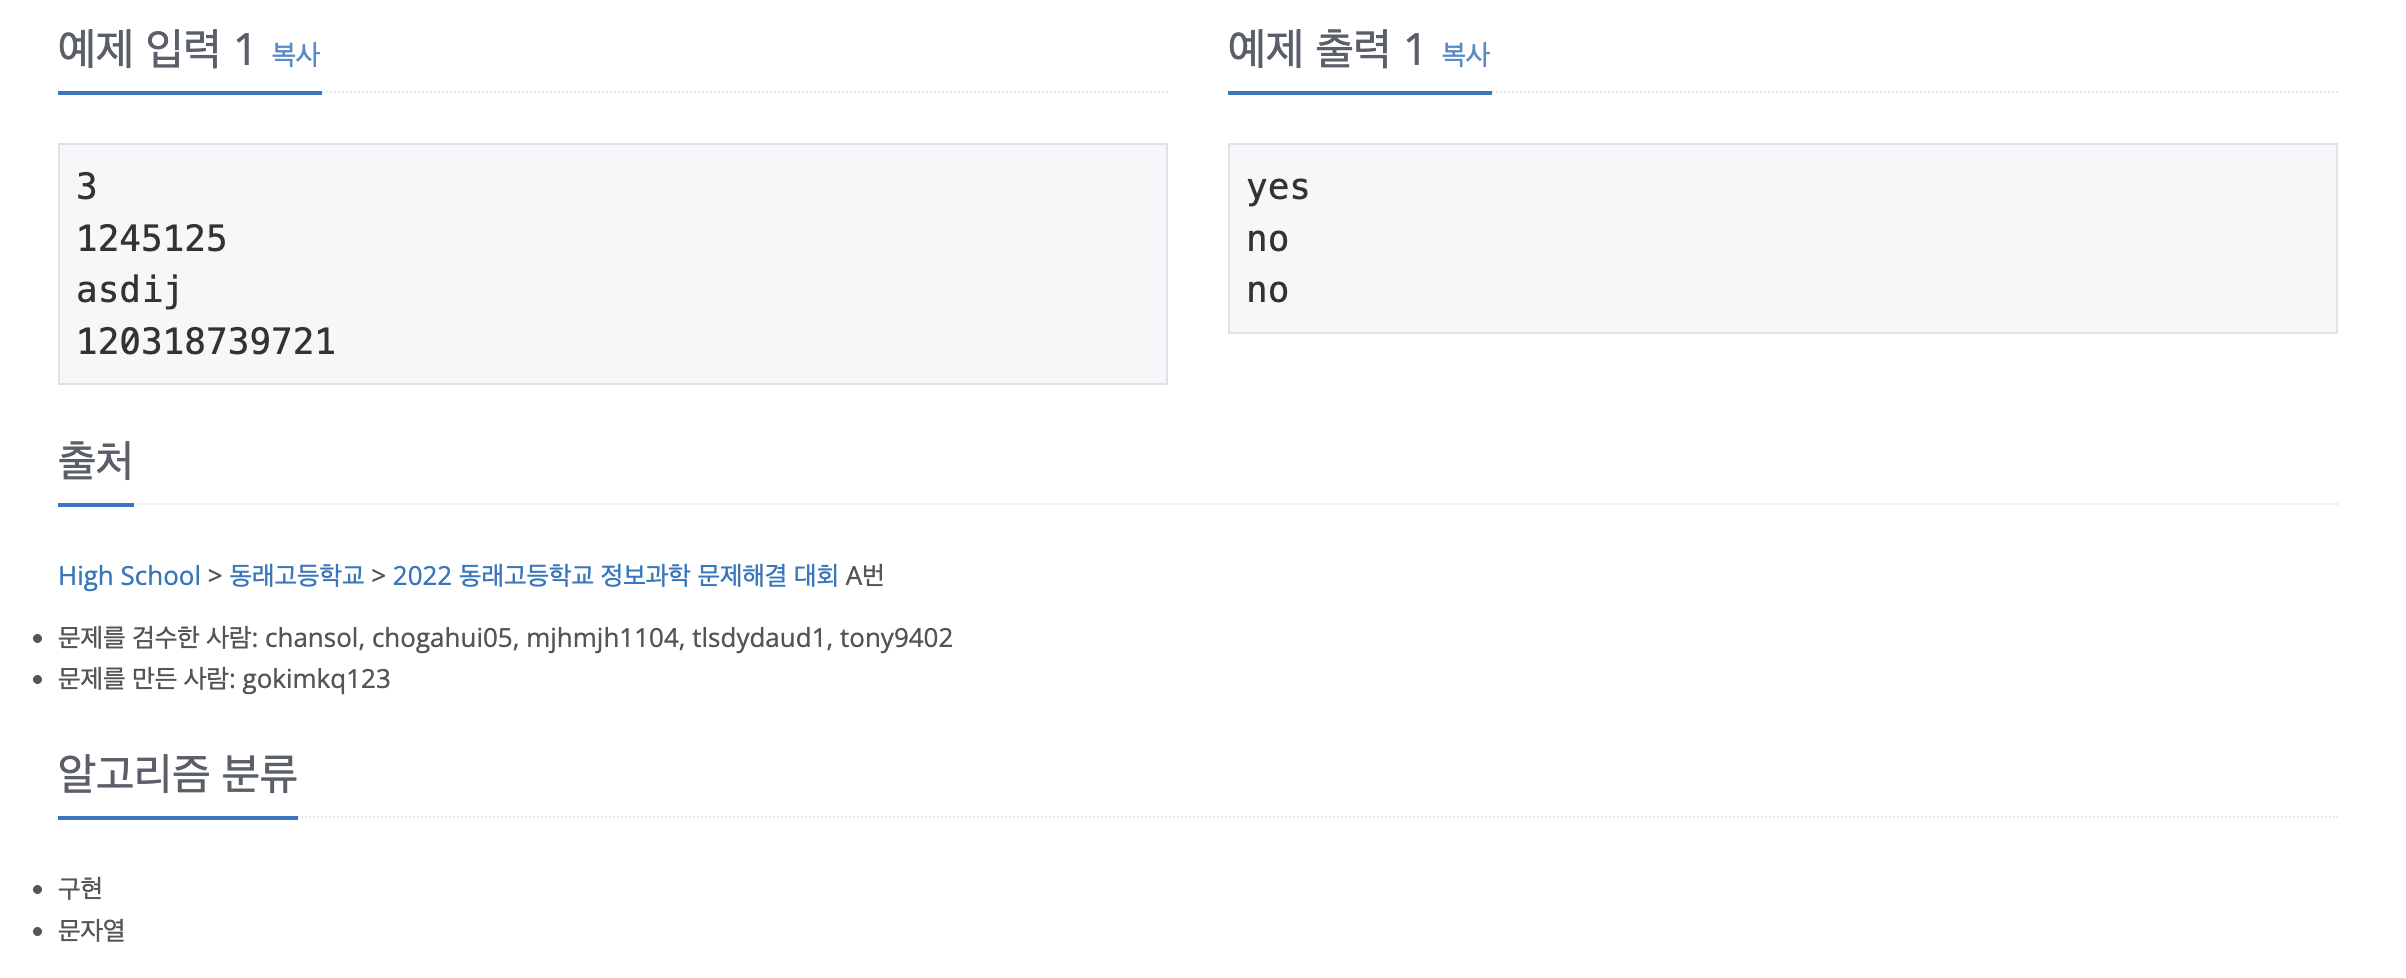 예제 입력 1 복사
3
1245125
asdij
120318739721
예제 출력 1 복사
yes
no
no
출처
High School > 동래고등학교 > 2022 동래고등학교 정보과학 문제해결 대회 A번
문제를 검수한 사람: chansol, chogahui05, mjhmjh1104, tlsdydaud1, tony9402
문제를 만든 사람: gokimkq123
알고리즘 분류
구현
문자열